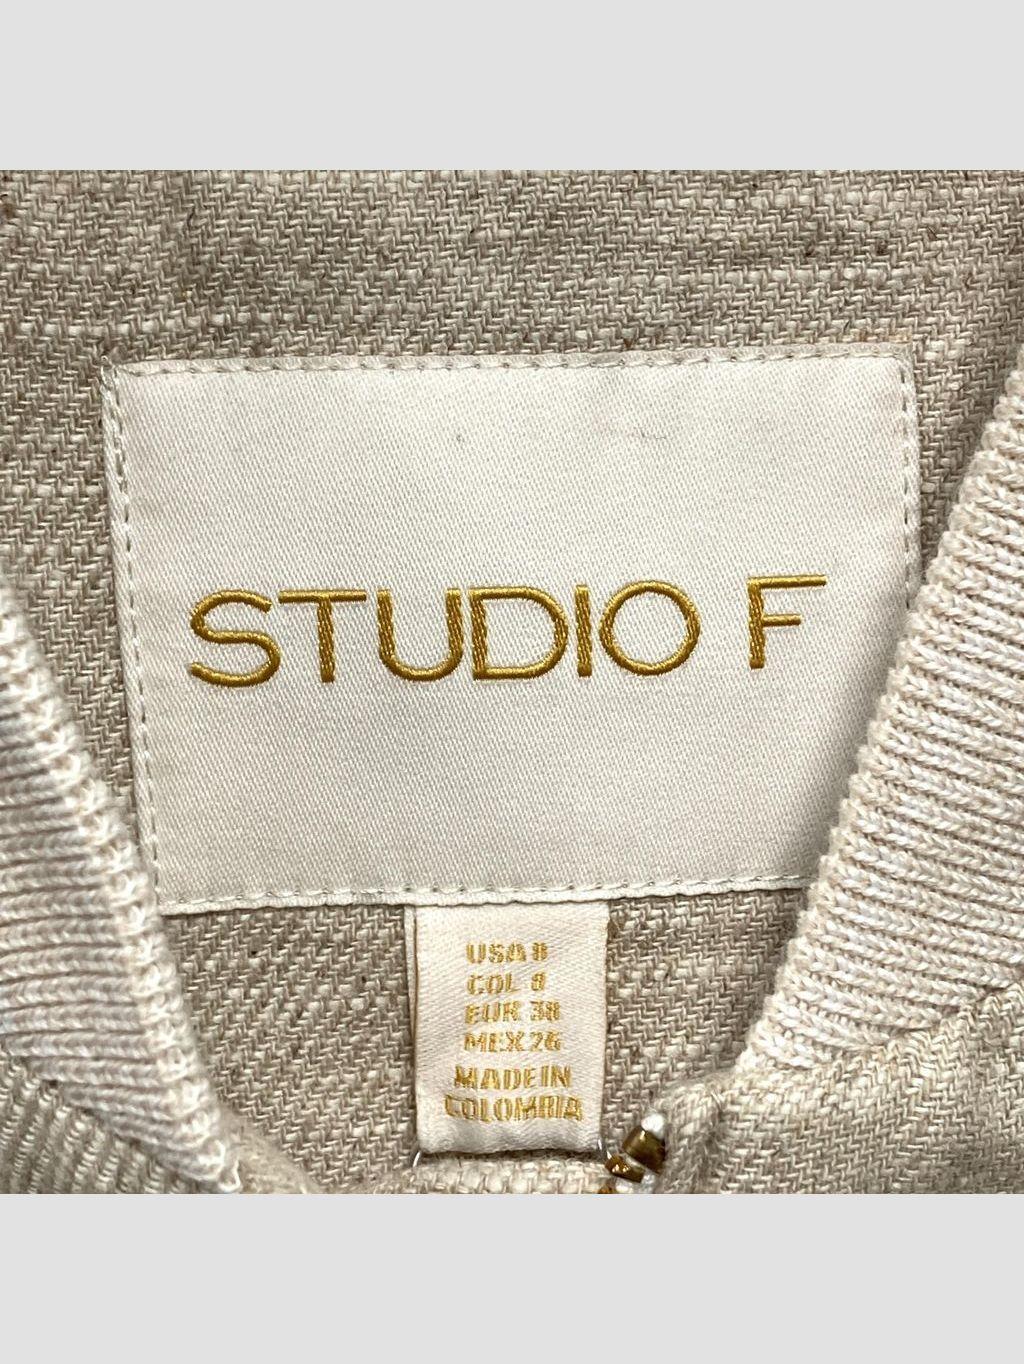 STUDIO F
USA 8
COL 8
EUR 38
MEX 26
MADE IN
COLOMBIA